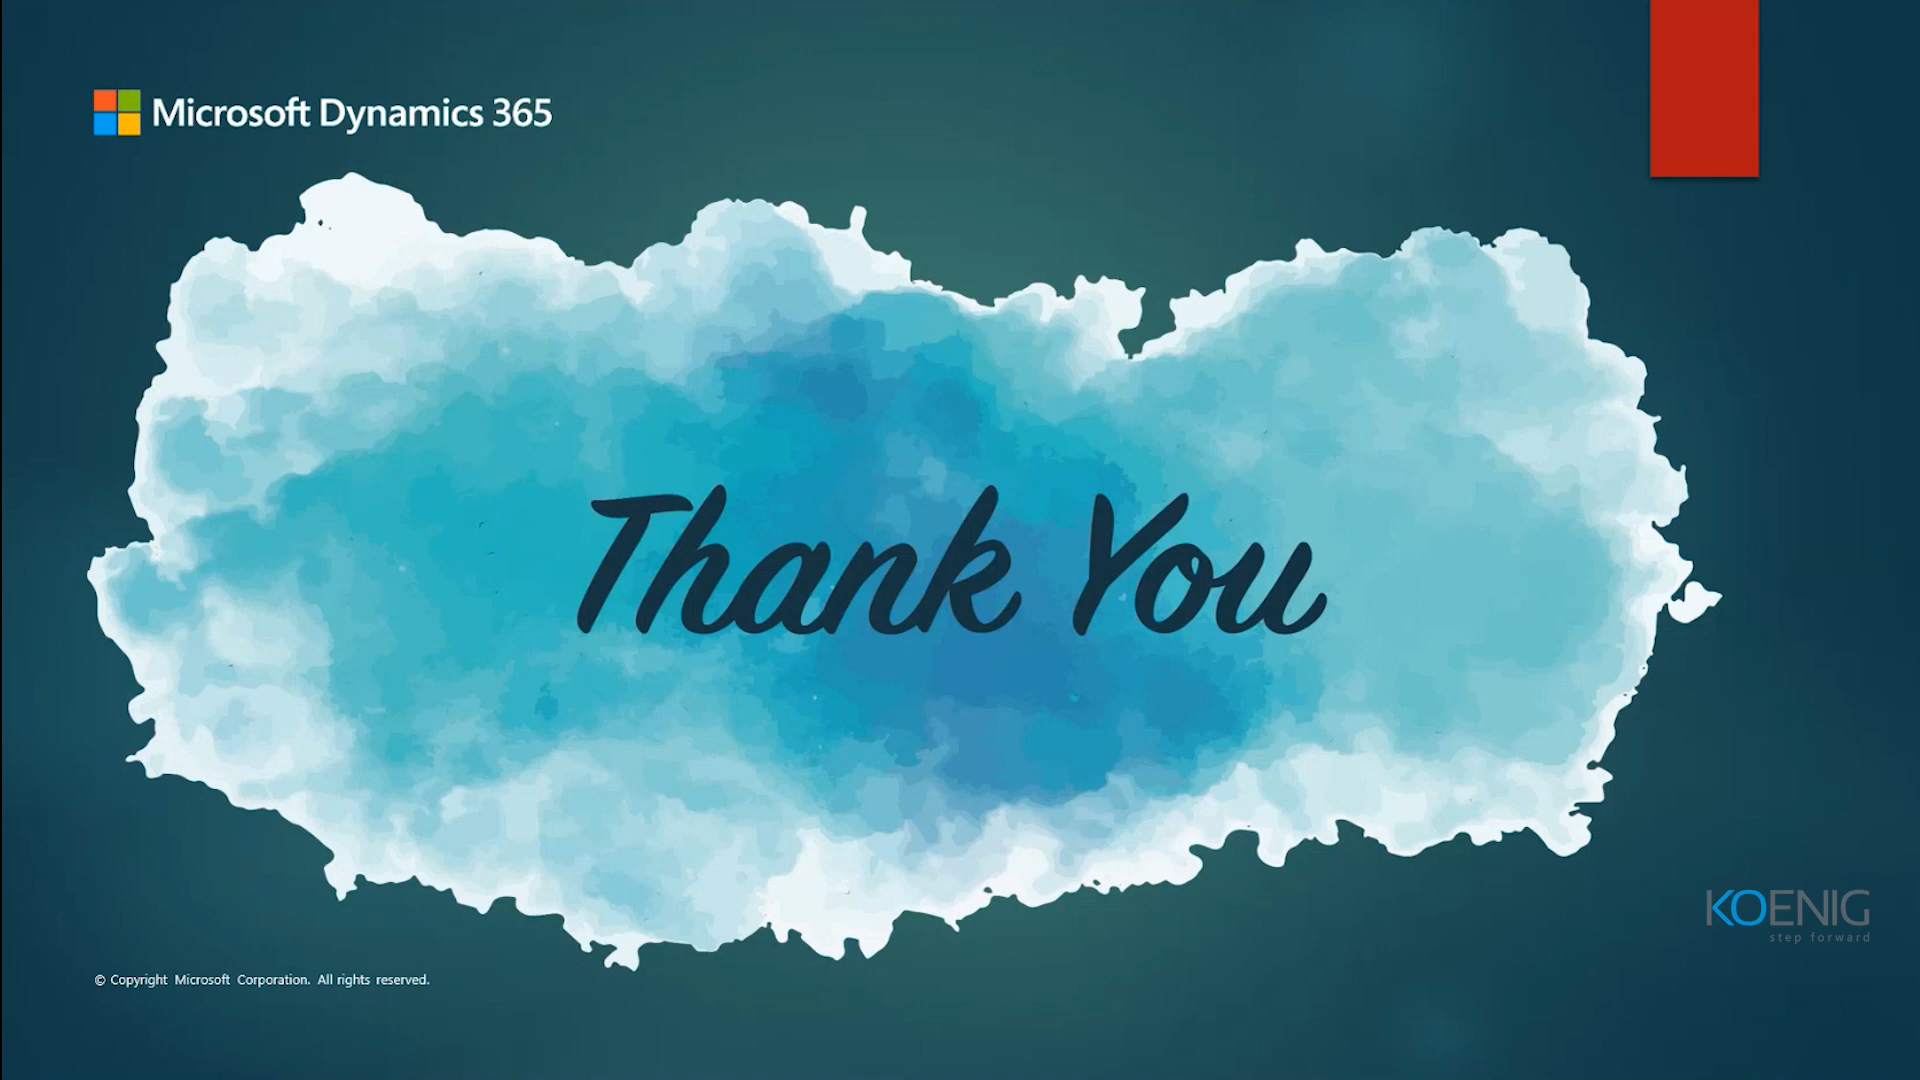 Microsoft Dynamics 365
Thank You
KOENIG
step forward
© Copyright Microsoft Corporation. All rights reserved.